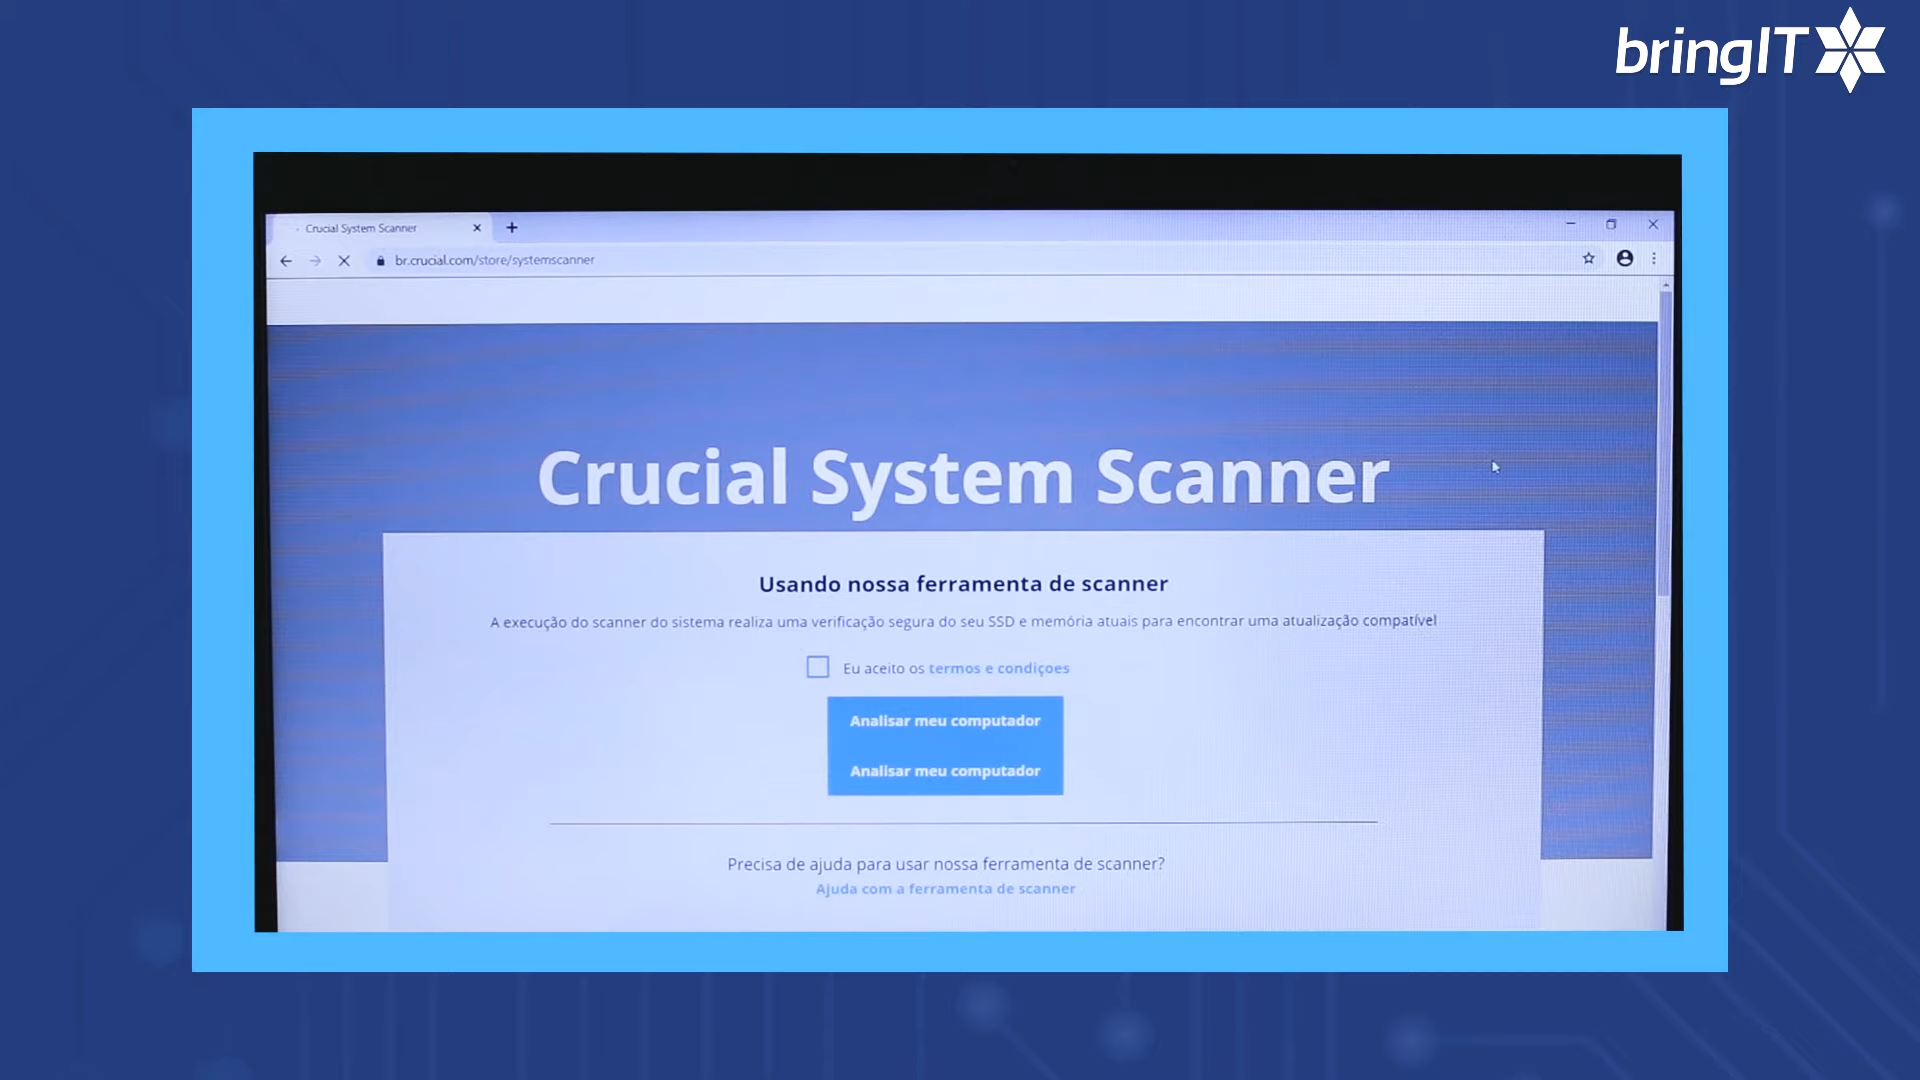 bringIT
Crucial System Scanner
br.crucial.com/store/systemscanner
Crucial System Scanner
Usando nossa ferramenta de scanner
A execução do scanner do sistema realiza uma verificação segura do seu SSD e memória atuais para encontrar uma atualização compatível
Eu aceito os termos e condiçoes
Analisar meu computador
Analisar meu computador
Precisa de ajuda para usar nossa ferramenta de scanner?
Ajuda com a ferramenta de scanner